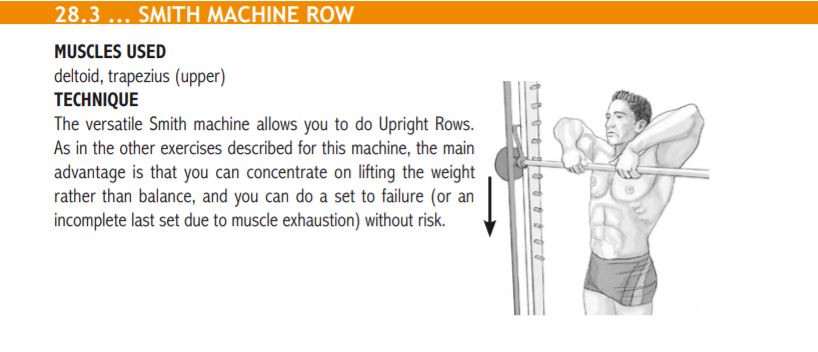 28.3 ... SMITH MACHINE ROW
MUSCLES USED
deltoid, trapezius (upper)
TECHNIQUE
The versatile Smith machine allows you to do Upright Rows.
As in the other exercises described for this machine, the main
advantage is that you can concentrate on lifting the weight
rather than balance, and you can do a set to failure (or an
incomplete last set due to muscle exhaustion) without risk.